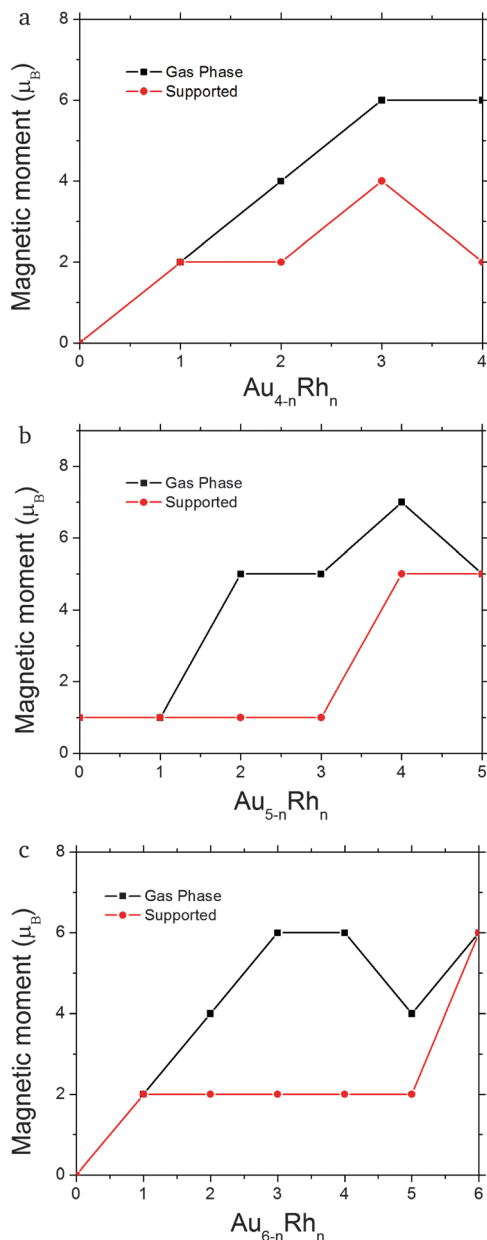 a
8
6
4
2
0
Magnetic moment (μB)
Gas Phase
Supported
0 1 2 3 4
Au4-nRhn
b
8
6
4
2
0
Magnetic moment (μB)
Gas Phase
Supported
0 1 2 3 4 5
Au5-nRhn
c
8
6
4
2
0
Magnetic moment (μB)
Gas Phase
Supported
0 1 2 3 4 5 6
Au6-nRhn